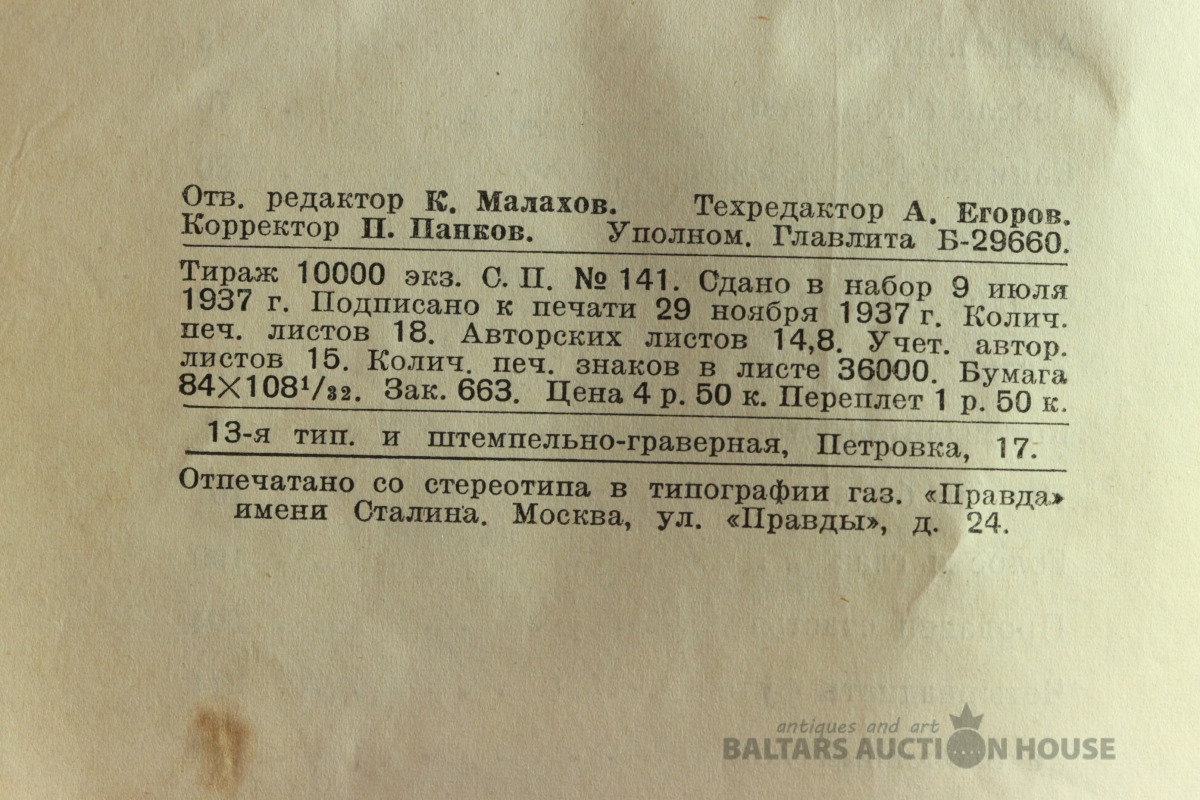 Отв. редактор К. Малахов. Техредактор А. Егоров.
Корректор П. Панков. Уполном. Главлита Б-29660.
Тираж 10000 экз. С. П. № 141. Сдано в набор 9 июля
1937 г. Подписано к печати 29 ноября 1937 г. Колич.
печ. листов 18. Авторских листов 14,8. Учет. автор.
листов 15. Колич. печ. знаков в листе 36000. Бумага
84×108¹/₃₂. Зак. 663. Цена 4 р. 50 к. Переплет 1 р. 50 к.
13-я тип. и штемпельно-граверная, Петровка, 17.
Отпечатано со стереотипа в типографии газ. «Правда»
имени Сталина. Москва, ул. «Правды», д. 24.
antiques and art
BALTARS AUCTION HOUSE